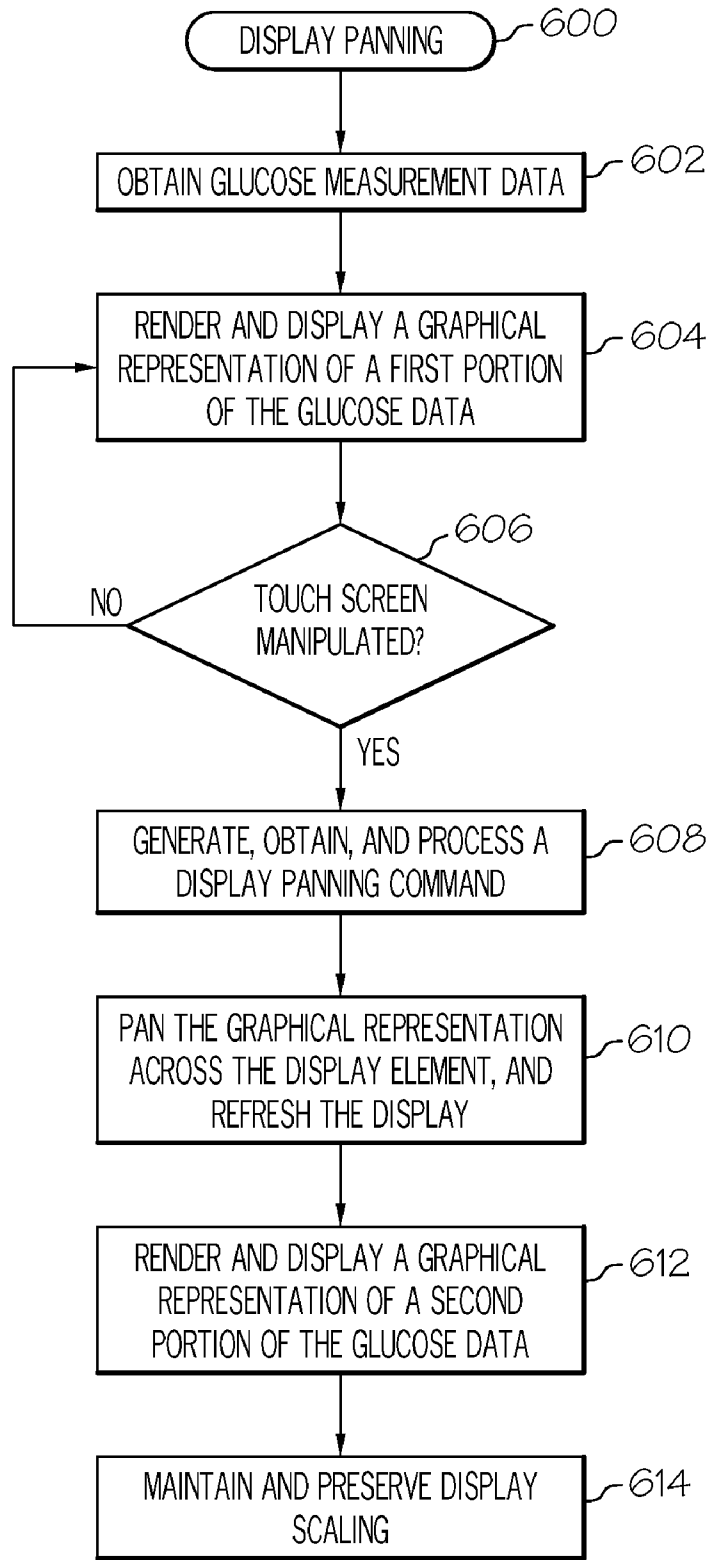 DISPLAY PANNING
600
OBTAIN GLUCOSE MEASUREMENT DATA
602
RENDER AND DISPLAY A GRAPHICAL
REPRESENTATION OF A FIRST PORTION
OF THE GLUCOSE DATA
604
606
TOUCH SCREEN
MANIPULATED?
NO
YES
GENERATE, OBTAIN, AND PROCESS A
DISPLAY PANNING COMMAND
608
PAN THE GRAPHICAL REPRESENTATION
ACROSS THE DISPLAY ELEMENT, AND
REFRESH THE DISPLAY
610
RENDER AND DISPLAY A GRAPHICAL
REPRESENTATION OF A SECOND
PORTION OF THE GLUCOSE DATA
612
MAINTAIN AND PRESERVE DISPLAY
SCALING
614